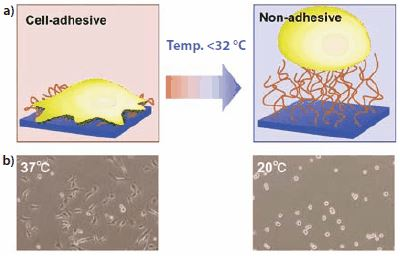 a)
Cell-adhesive
Temp. <32 °C
Non-adhesive
b)
37°C
20°C